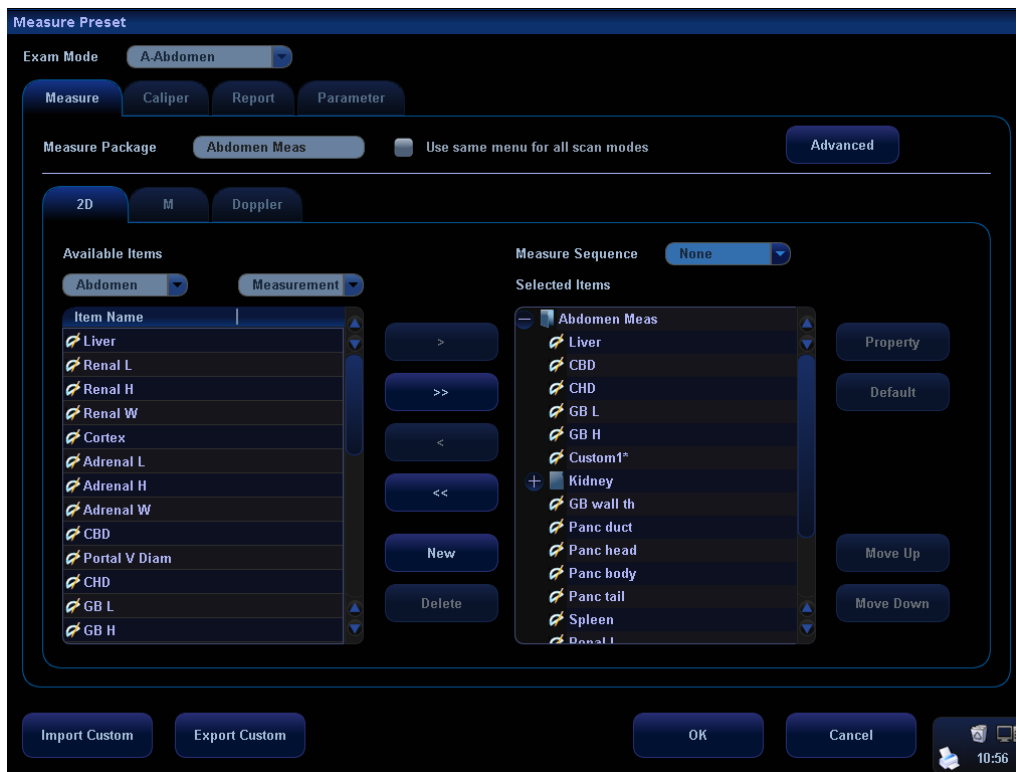 Measure Preset
Exam Mode A-Abdomen
Measure Caliper Report Parameter
Measure Package Abdomen Meas Use same menu for all scan modes Advanced
2D M Doppler
Available Items
Abdomen Measurement
Item Name
Liver
Renal L
Renal H
Renal W
Cortex
Adrenal L
Adrenal H
Adrenal W
CBD
Portal V Diam
CHD
GB L
GB H
>
>>
<
<<
New
Delete
Measure Sequence None
Selected Items
Abdomen Meas
Liver
CBD
CHD
GB L
GB H
Custom1*
Kidney
GB wall th
Panc duct
Panc head
Panc body
Panc tail
Spleen
Renal L
Property
Default
Move Up
Move Down
Import Custom Export Custom OK Cancel
10:56